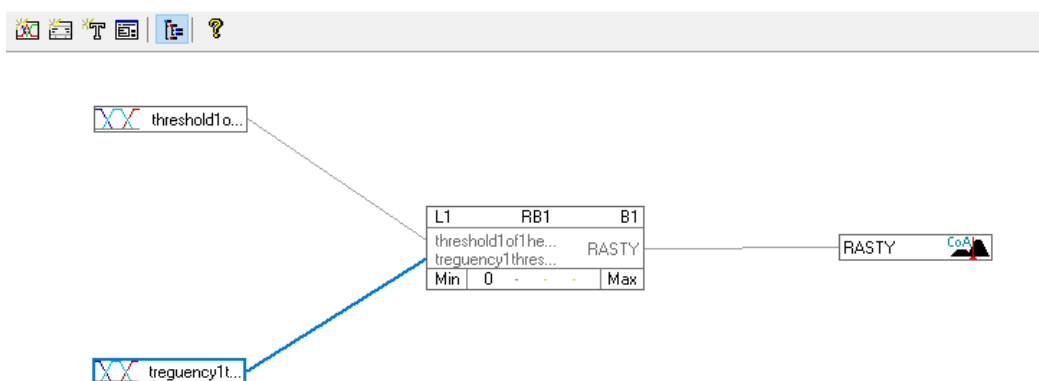 threshold1o...
L1 RB1 B1
threshold1of1he... RASTY
treguency1thres...
Min 0 - - - Max
RASTY CoA
treguency1t...